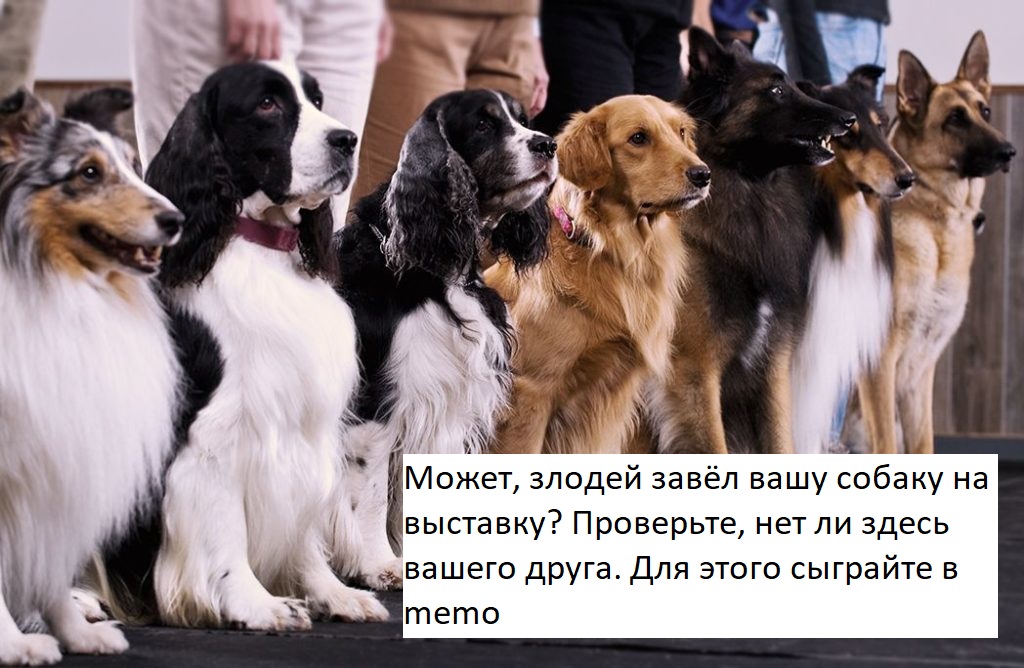 Может, злодей завёл вашу собаку на
выставку? Проверьте, нет ли здесь
вашего друга. Для этого сыграйте в
memo